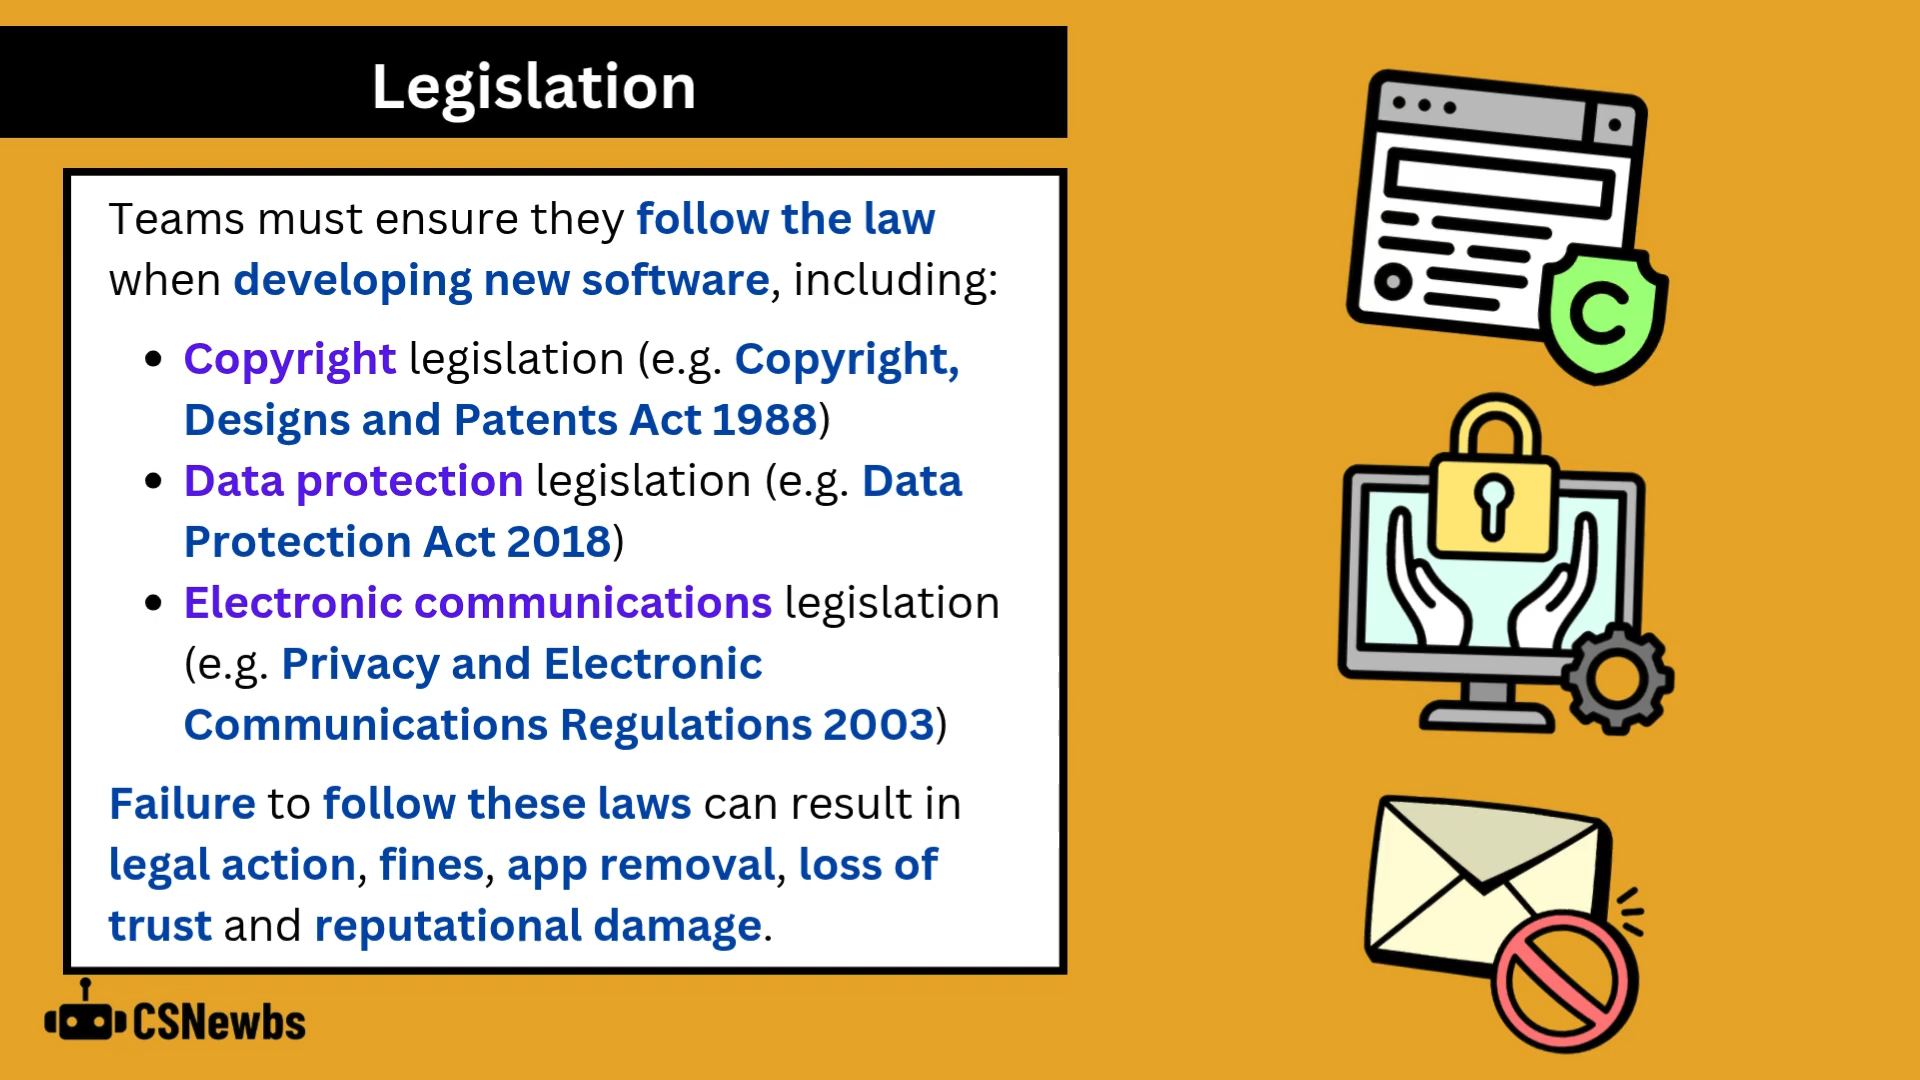 Legislation
Teams must ensure they follow the law
when developing new software, including:
• Copyright legislation (e.g. Copyright,
Designs and Patents Act 1988)
• Data protection legislation (e.g. Data
Protection Act 2018)
• Electronic communications legislation
(e.g. Privacy and Electronic
Communications Regulations 2003)
Failure to follow these laws can result in
legal action, fines, app removal, loss of
trust and reputational damage.
CSNewbs
C